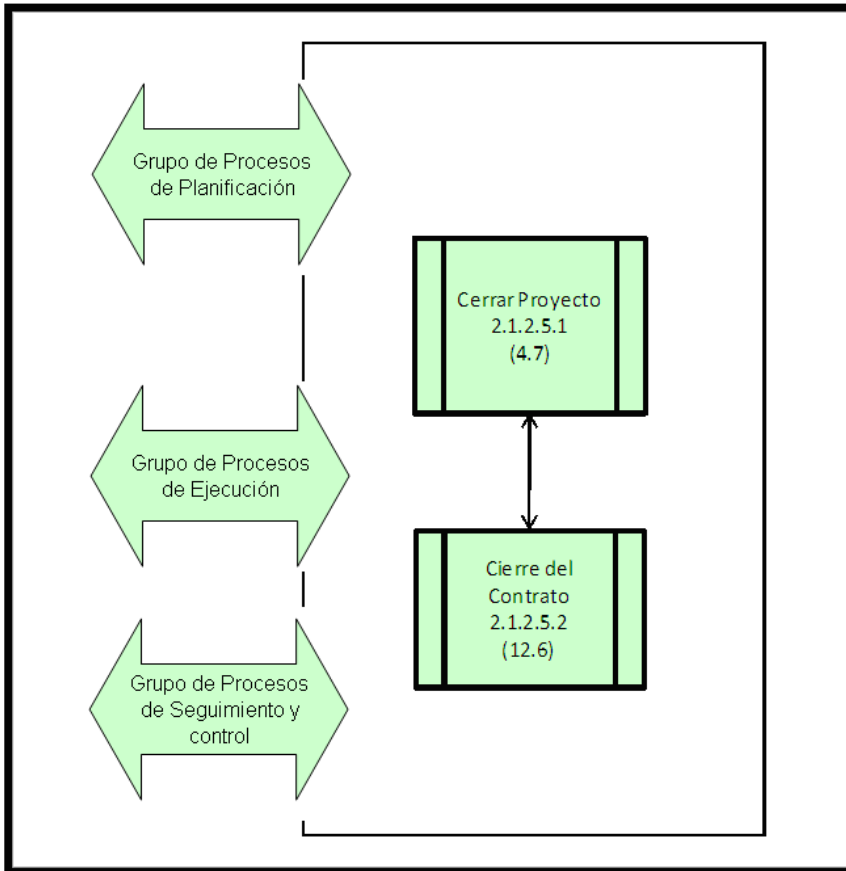 Grupo de Procesos
de Planificación
Cerrar Proyecto
2.1.2.5.1
(4.7)
Grupo de Procesos
de Ejecución
Cierre del
Contrato
2.1.2.5.2
(12.6)
Grupo de Procesos
de Seguimiento y
control